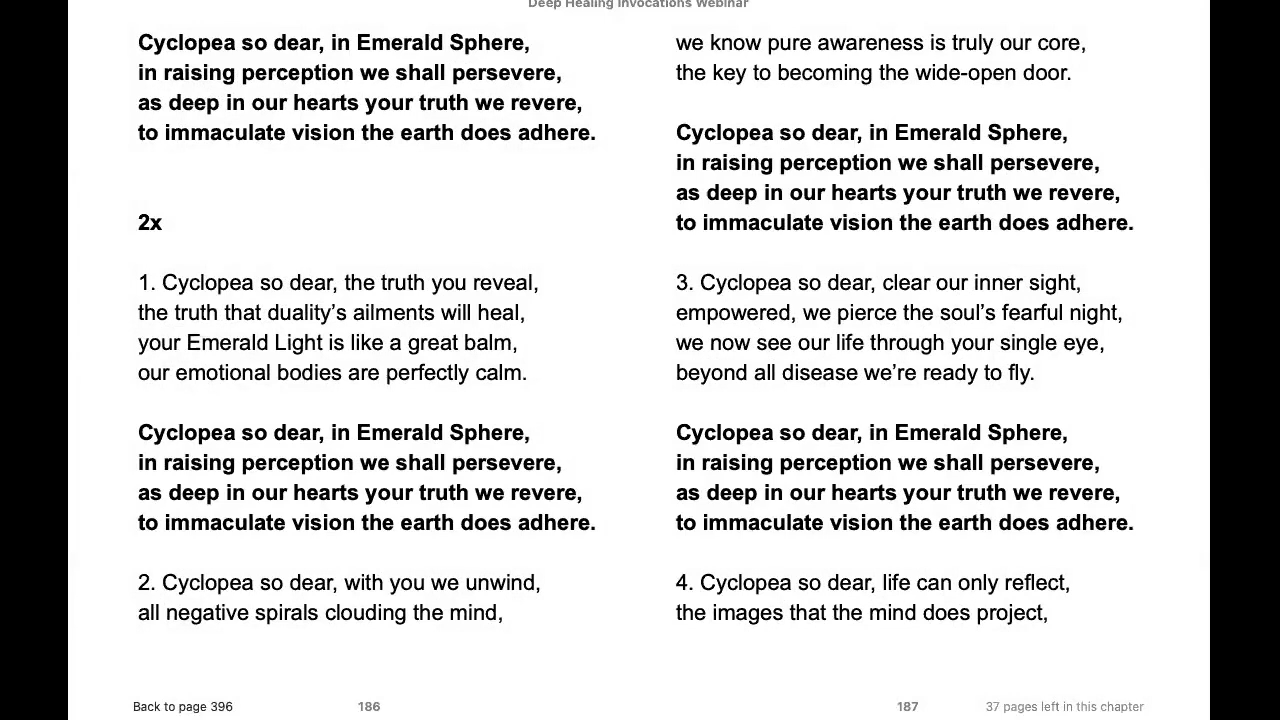 Deep Healing Invocations Webinar
Cyclopea so dear, in Emerald Sphere,
in raising perception we shall persevere,
as deep in our hearts your truth we revere,
to immaculate vision the earth does adhere.
2x
1. Cyclopea so dear, the truth you reveal,
the truth that duality’s ailments will heal,
your Emerald Light is like a great balm,
our emotional bodies are perfectly calm.
Cyclopea so dear, in Emerald Sphere,
in raising perception we shall persevere,
as deep in our hearts your truth we revere,
to immaculate vision the earth does adhere.
2. Cyclopea so dear, with you we unwind,
all negative spirals clouding the mind,
we know pure awareness is truly our core,
the key to becoming the wide-open door.
Cyclopea so dear, in Emerald Sphere,
in raising perception we shall persevere,
as deep in our hearts your truth we revere,
to immaculate vision the earth does adhere.
3. Cyclopea so dear, clear our inner sight,
empowered, we pierce the soul’s fearful night,
we now see our life through your single eye,
beyond all disease we’re ready to fly.
Cyclopea so dear, in Emerald Sphere,
in raising perception we shall persevere,
as deep in our hearts your truth we revere,
to immaculate vision the earth does adhere.
4. Cyclopea so dear, life can only reflect,
the images that the mind does project,
Back to page 396
186
187
37 pages left in this chapter